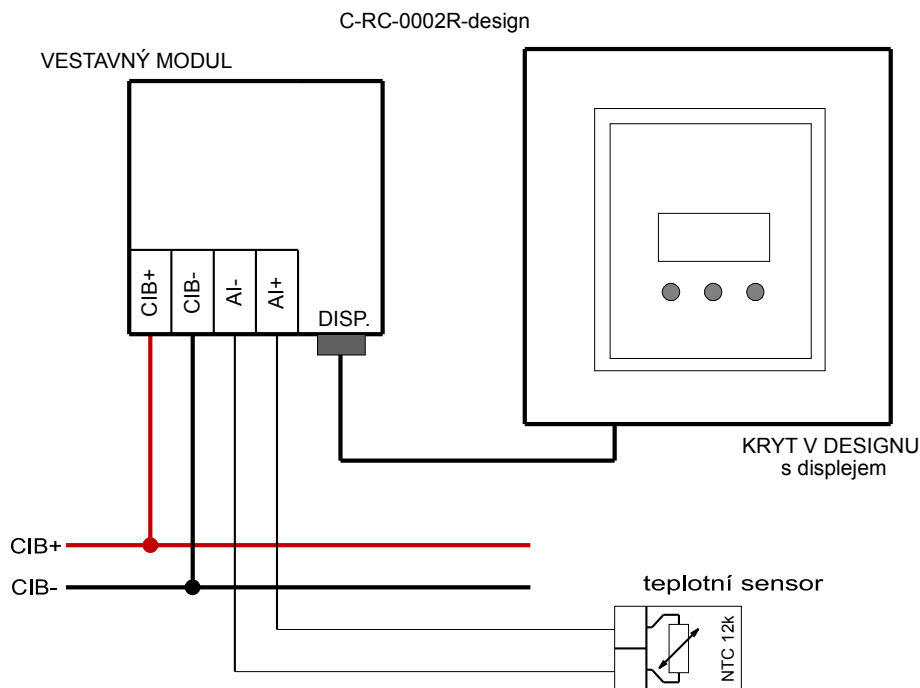 C-RC-0002R-design
VESTAVNÝ MODUL
CIB+
CIB-
AI-
AI+
DISP.
KRYT V DESIGNU
s displejem
CIB+
CIB-
teplotní sensor
NTC 12k